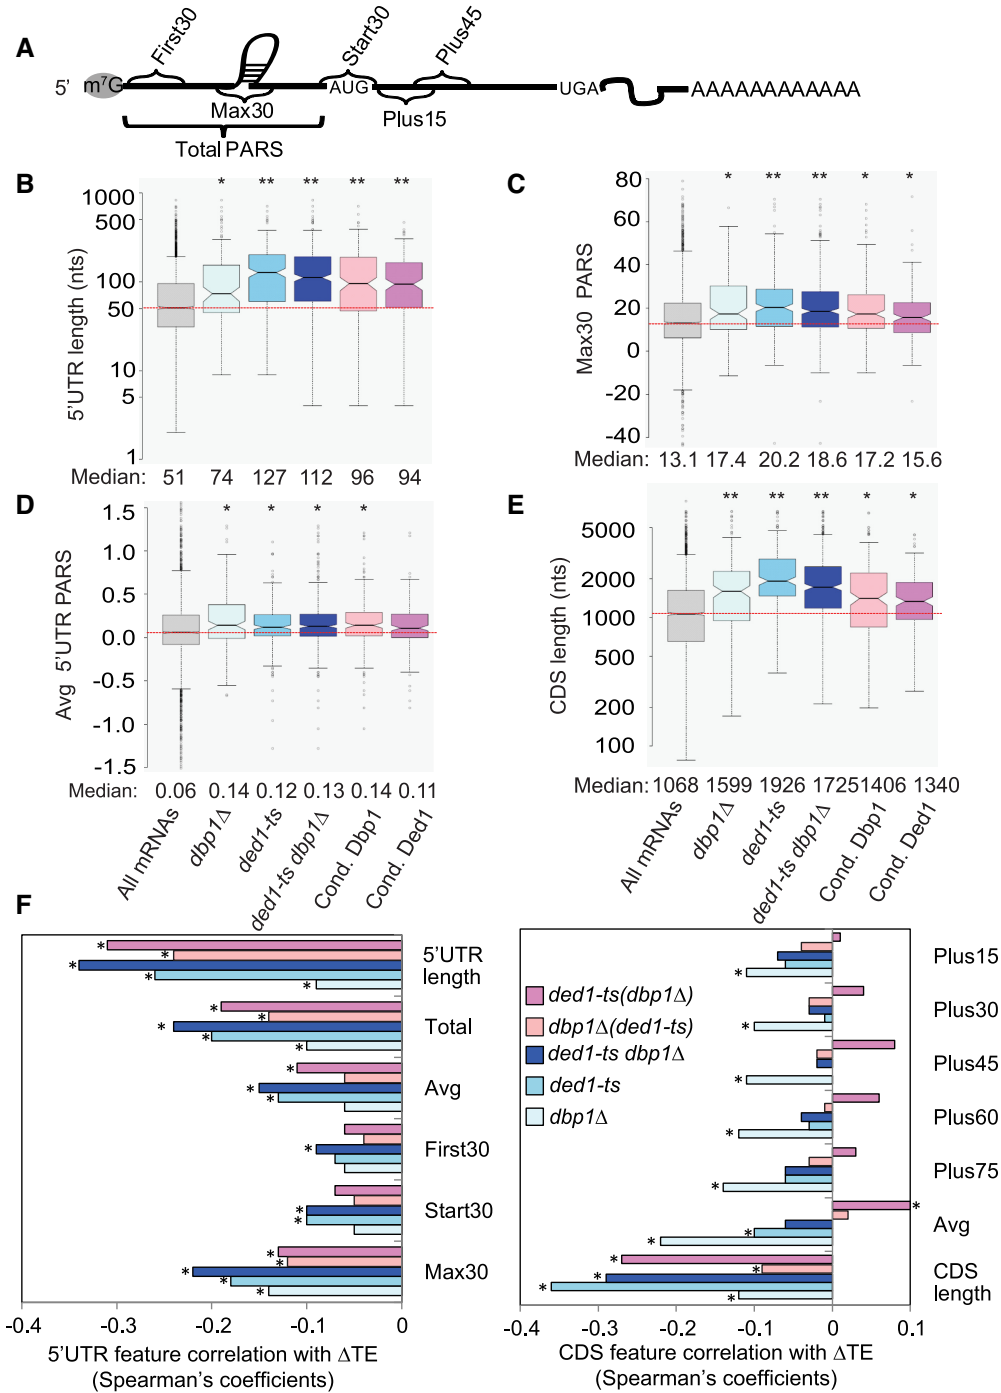 A
First30
Start30
Plus45
5'
m⁷G
AUG
UGA
AAAAAAAAAAAA
Max30
Plus15
Total PARS
B
* ** ** ** **
5'UTR length (nts)
1000
500
100
50
10
5
1
Median: 51 74 127 112 96 94
C
* ** ** * *
Max30 PARS
80
60
40
20
0
-20
-40
Median: 13.1 17.4 20.2 18.6 17.2 15.6
D
* * * *
Avg 5'UTR PARS
1.5
1.0
0.5
0.0
-0.5
-1.0
-1.5
Median: 0.06 0.14 0.12 0.13 0.14 0.11
All mRNAs
dbp1Δ
ded1-ts
ded1-ts dbp1Δ
Cond. Dbp1
Cond. Ded1
E
** ** ** * *
CDS length (nts)
5000
2000
1000
500
200
100
Median: 1068 1599 1926 1725 1406 1340
All mRNAs
dbp1Δ
ded1-ts
ded1-ts dbp1Δ
Cond. Dbp1
Cond. Ded1
F
5'UTR
length
Total
Avg
First30
Start30
Max30
-0.4 -0.3 -0.2 -0.1 0
5'UTR feature correlation with ΔTE
(Spearman's coefficients)
ded1-ts(dbp1Δ)
dbp1Δ(ded1-ts)
ded1-ts dbp1Δ
ded1-ts
dbp1Δ
Plus15
Plus30
Plus45
Plus60
Plus75
Avg
CDS
length
-0.4 -0.3 -0.2 -0.1 0 0.1
CDS feature correlation with ΔTE
(Spearman's coefficients)